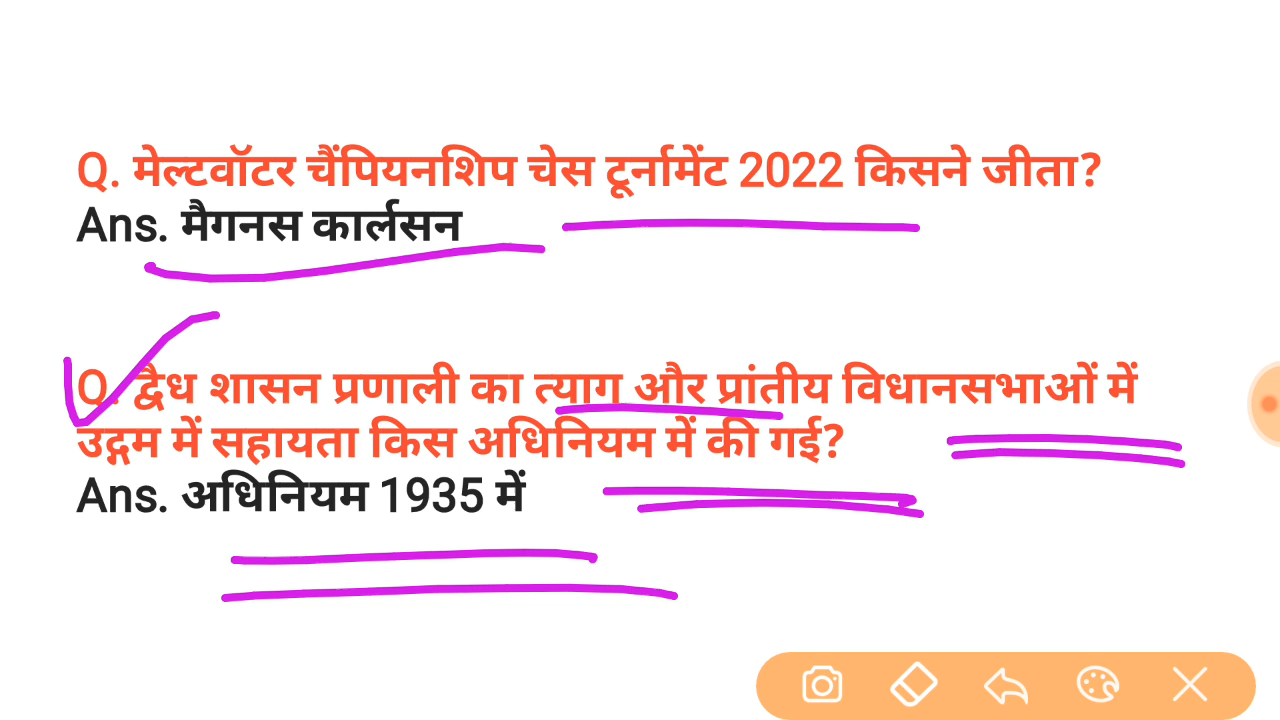 Q. मेल्टवॉटर चैंपियनशिप चेस टूर्नामेंट 2022 किसने जीता?
Ans. मैगनस कार्लसन
Q. द्वैध शासन प्रणाली का त्याग और प्रांतीय विधानसभाओं में
उद्गम में सहायता किस अधिनियम में की गई?
Ans. अधिनियम 1935 में